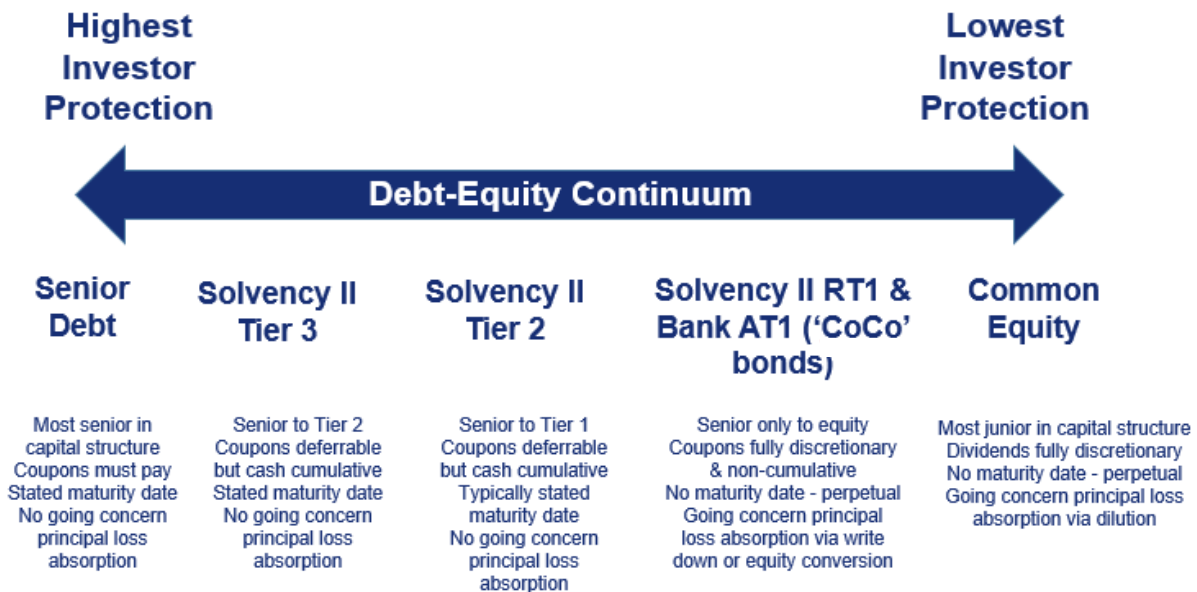 Highest
Investor
Protection
Lowest
Investor
Protection
Debt-Equity Continuum
Senior
Debt
Solvency II
Tier 3
Solvency II
Tier 2
Solvency II RT1 &
Bank AT1 (‘CoCo’
bonds)
Common
Equity
Most senior in
capital structure
Coupons must pay
Stated maturity date
No going concern
principal loss
absorption
Senior to Tier 2
Coupons deferrable
but cash cumulative
Stated maturity date
No going concern
principal loss
absorption
Senior to Tier 1
Coupons deferrable
but cash cumulative
Typically stated
maturity date
No going concern
principal loss
absorption
Senior only to equity
Coupons fully discretionary
& non-cumulative
No maturity date - perpetual
Going concern principal
loss absorption via write
down or equity conversion
Most junior in capital structure
Dividends fully discretionary
No maturity date - perpetual
Going concern principal loss
absorption via dilution